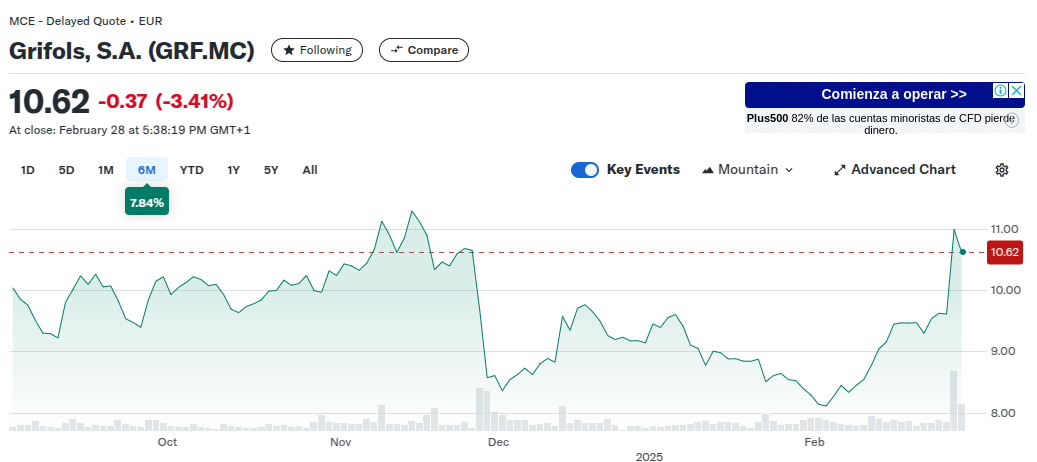 MCE - Delayed Quote • EUR
Grifols, S.A. (GRF.MC)
Following
Compare
10.62 -0.37 (-3.41%)
At close: February 28 at 5:38:19 PM GMT+1
Comienza a operar >>
Plus500 82% de las cuentas minoristas de CFD pierde
dinero.
1D 5D 1M 6M YTD 1Y 5Y All
7.84%
Key Events
Mountain
Advanced Chart
11.00
10.62
10.00
9.00
8.00
Oct Nov Dec Feb
2025